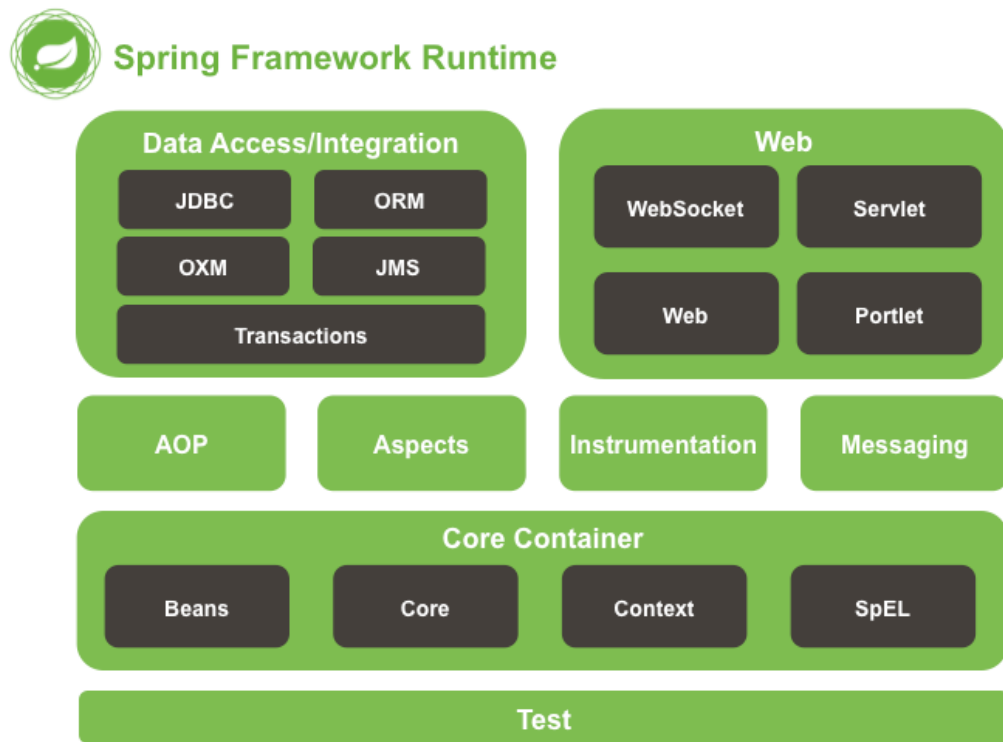 Spring Framework Runtime
Data Access/Integration
JDBC
ORM
OXM
JMS
Transactions
Web
WebSocket
Servlet
Web
Portlet
AOP
Aspects
Instrumentation
Messaging
Core Container
Beans
Core
Context
SpEL
Test